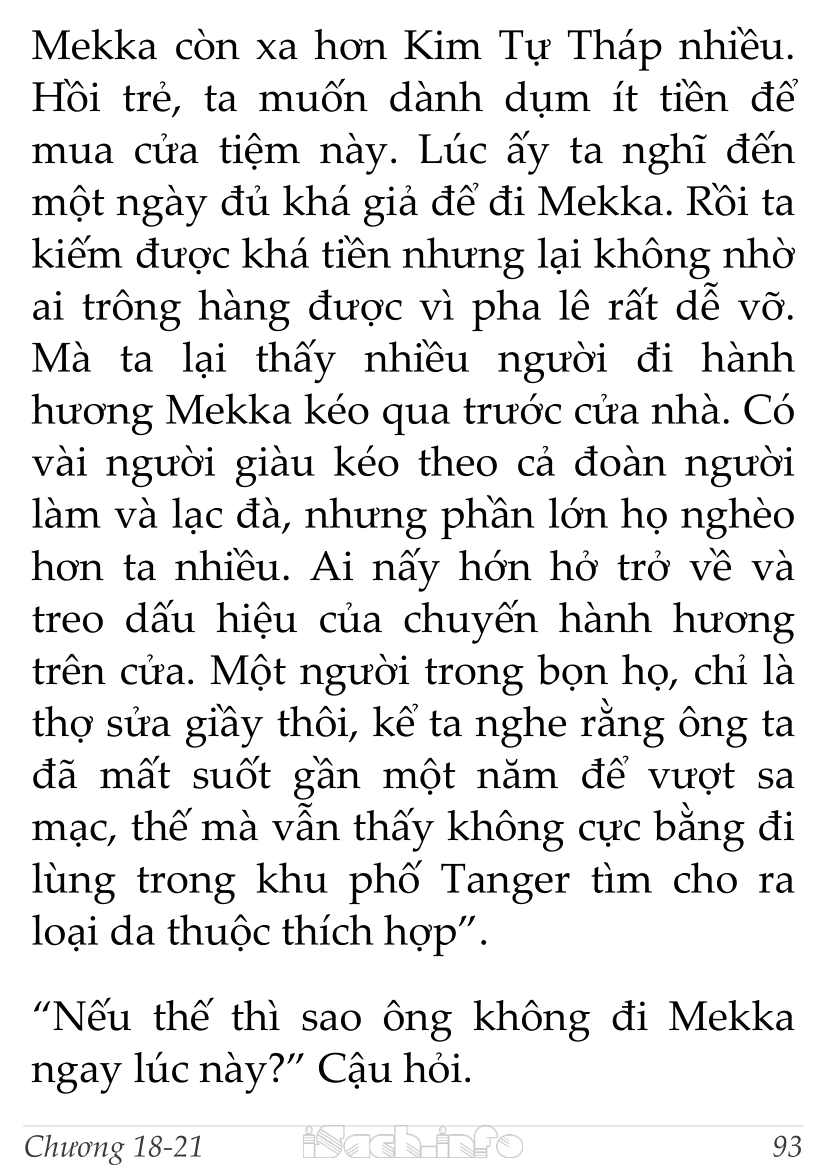 Mekka còn xa hơn Kim Tự Tháp nhiều.
Hồi trẻ, ta muốn dành dụm ít tiền để
mua cửa tiệm này. Lúc ấy ta nghĩ đến
một ngày đủ khá giả để đi Mekka. Rồi ta
kiếm được khá tiền nhưng lại không nhờ
ai trông hàng được vì pha lê rất dễ vỡ.
Mà ta lại thấy nhiều người đi hành
hương Mekka kéo qua trước cửa nhà. Có
vài người giàu kéo theo cả đoàn người
làm và lạc đà, nhưng phần lớn họ nghèo
hơn ta nhiều. Ai nấy hớn hở trở về và
treo dấu hiệu của chuyến hành hương
trên cửa. Một người trong bọn họ, chỉ là
thợ sửa giầy thôi, kể ta nghe rằng ông ta
đã mất suốt gần một năm để vượt sa
mạc, thế mà vẫn thấy không cực bằng đi
lùng trong khu phố Tanger tìm cho ra
loại da thuộc thích hợp”.
“Nếu thế thì sao ông không đi Mekka
ngay lúc này?” Cậu hỏi.
Chương 18-21 iSach.info 93